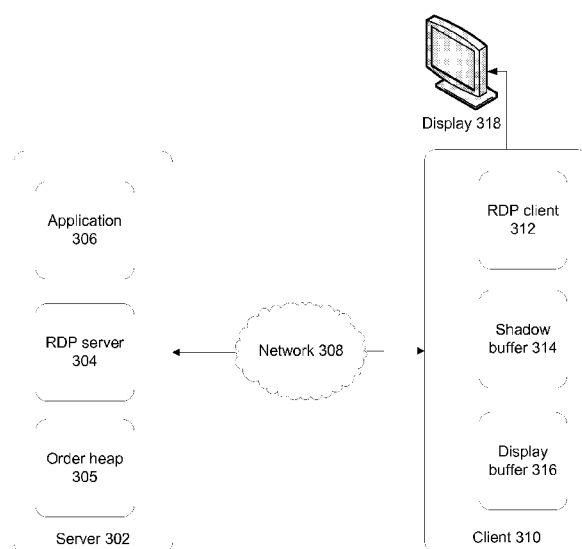 Display 318
Application
306
RDP client
312
RDP server
304
Network 308
Shadow
buffer 314
Order heap
305
Display
buffer 316
Server 302
Client 310